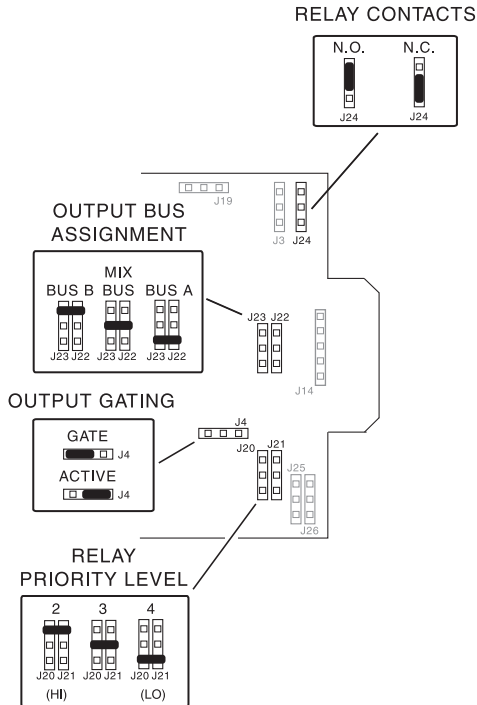 RELAY CONTACTS
N.O. N.C.
J24 J24
J19
J3 J24
OUTPUT BUS
ASSIGNMENT
MIX
BUS B BUS BUS A
J23 J22 J23 J22 J23 J22
J23 J22
J14
OUTPUT GATING
GATE
J4
ACTIVE
J4
J4
J20 J21
J25
J26
RELAY
PRIORITY LEVEL
2 3 4
J20 J21 J20 J21 J20 J21
(HI) (LO)